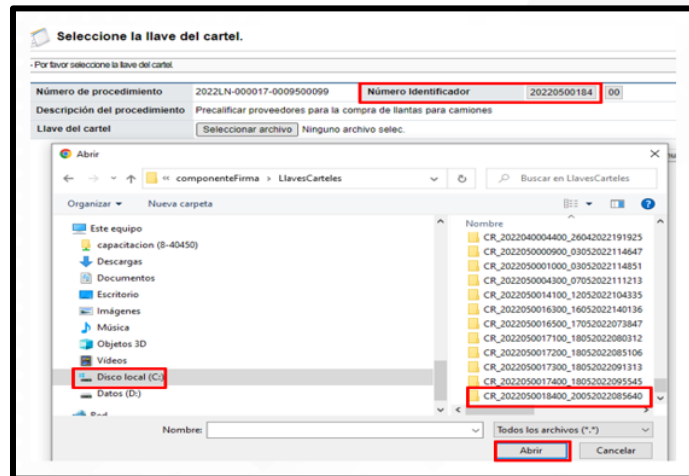 Seleccione la llave del cartel.
- Por favor seleccione la llave del cartel.
Número de procedimiento 2022LN-000017-0009500099 Número Identificador 20220500184 00
Descripción del procedimiento Precalificar proveedores para la compra de llantas para camiones
Llave del cartel Seleccionar archivo Ninguno archivo selec.
Abrir
« componenteFirma > LlavesCarteles Buscar en LlavesCarteles
Organizar Nueva carpeta
Este equipo
capacitacion (8-40450)
Descargas
Documentos
Escritorio
Imágenes
Música
Objetos 3D
Vídeos
Disco local (C:)
Datos (D:)
Red
Nombre
CR_2022040004400_26042022191925
CR_2022050000900_03052022114647
CR_2022050001000_03052022114851
CR_2022050004300_07052022111213
CR_2022050014100_12052022104335
CR_2022050016300_16052022140136
CR_2022050016500_17052022073847
CR_2022050017100_18052022080312
CR_2022050017200_18052022085106
CR_2022050017300_18052022091313
CR_2022050017400_18052022095545
CR_2022050018400_20052022085640
Nombre: Todos los archivos (*.*)
Abrir Cancelar